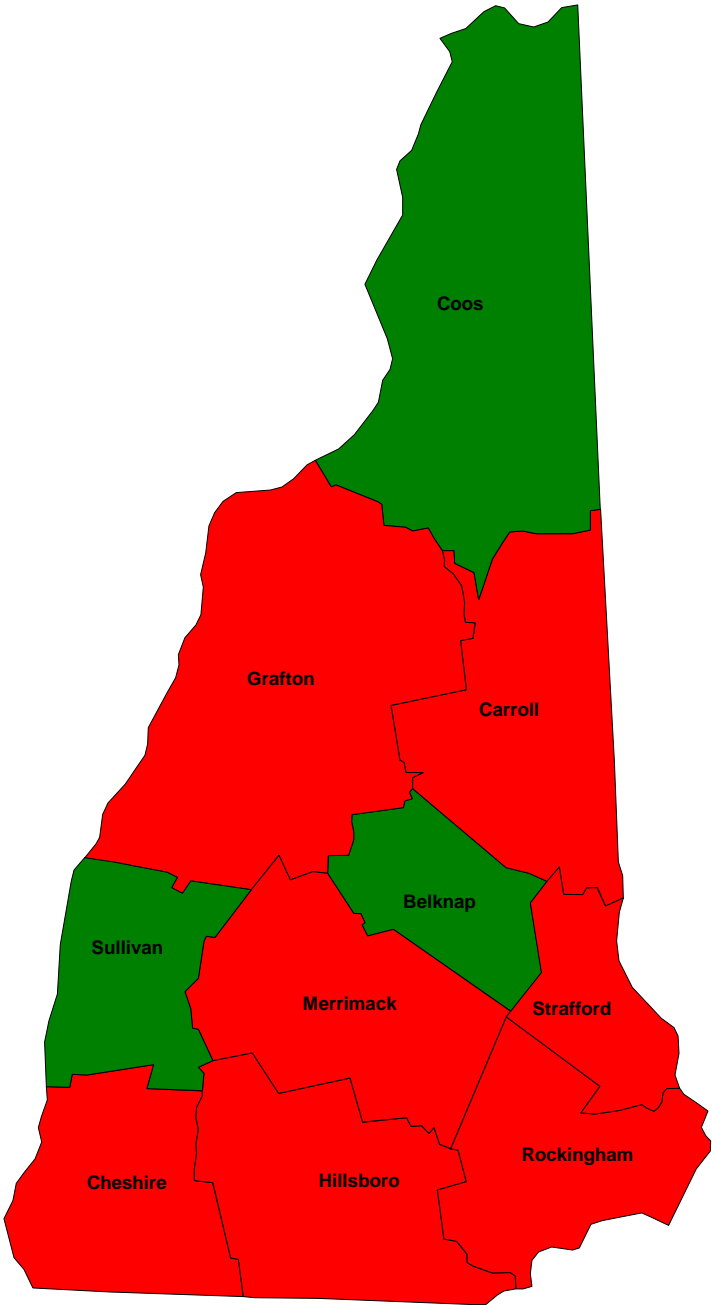 Coos
Grafton
Carroll
Belknap
Sullivan
Merrimack
Strafford
Rockingham
Hillsboro
Cheshire